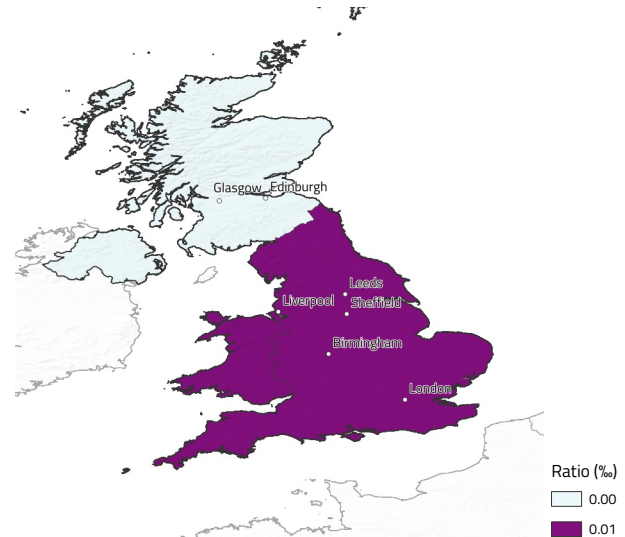 Glasgow Edinburgh
Leeds
Liverpool Sheffield
Birmingham
London
Ratio (‰)
0.00
0.01